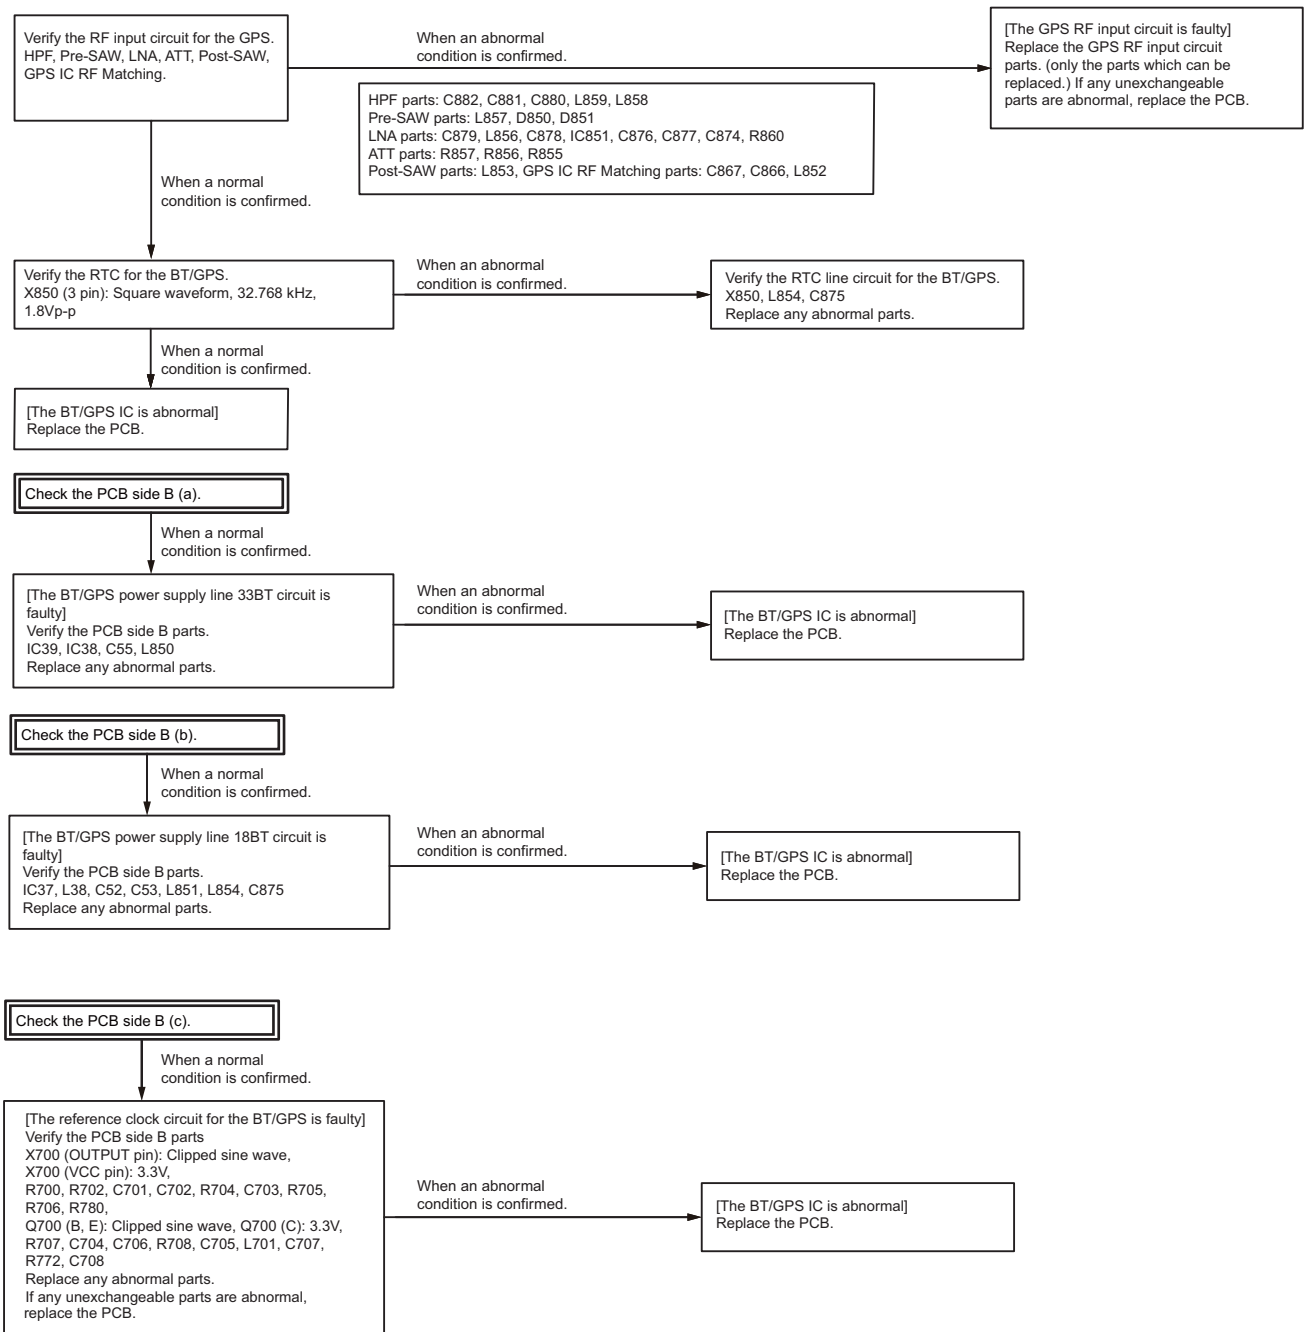 Verify the RF input circuit for the GPS.
HPF, Pre-SAW, LNA, ATT, Post-SAW,
GPS IC RF Matching.
When an abnormal
condition is confirmed.
[The GPS RF input circuit is faulty]
Replace the GPS RF input circuit
parts. (only the parts which can be
replaced.) If any unexchangeable
parts are abnormal, replace the PCB.
HPF parts: C882, C881, C880, L859, L858
Pre-SAW parts: L857, D850, D851
LNA parts: C879, L856, C878, IC851, C876, C877, C874, R860
ATT parts: R857, R856, R855
Post-SAW parts: L853, GPS IC RF Matching parts: C867, C866, L852
When a normal
condition is confirmed.
Verify the RTC for the BT/GPS.
X850 (3 pin): Square waveform, 32.768 kHz,
1.8Vp-p
When an abnormal
condition is confirmed.
Verify the RTC line circuit for the BT/GPS.
X850, L854, C875
Replace any abnormal parts.
When a normal
condition is confirmed.
[The BT/GPS IC is abnormal]
Replace the PCB.
Check the PCB side B (a).
When a normal
condition is confirmed.
[The BT/GPS power supply line 33BT circuit is
faulty]
Verify the PCB side B parts.
IC39, IC38, C55, L850
Replace any abnormal parts.
When an abnormal
condition is confirmed.
[The BT/GPS IC is abnormal]
Replace the PCB.
Check the PCB side B (b).
When a normal
condition is confirmed.
[The BT/GPS power supply line 18BT circuit is
faulty]
Verify the PCB side B parts.
IC37, L38, C52, C53, L851, L854, C875
Replace any abnormal parts.
When an abnormal
condition is confirmed.
[The BT/GPS IC is abnormal]
Replace the PCB.
Check the PCB side B (c).
When a normal
condition is confirmed.
[The reference clock circuit for the BT/GPS is faulty]
Verify the PCB side B parts
X700 (OUTPUT pin): Clipped sine wave,
X700 (VCC pin): 3.3V,
R700, R702, C701, C702, R704, C703, R705,
R706, R780,
Q700 (B, E): Clipped sine wave, Q700 (C): 3.3V,
R707, C704, C706, R708, C705, L701, C707,
R772, C708
Replace any abnormal parts.
If any unexchangeable parts are abnormal,
replace the PCB.
When an abnormal
condition is confirmed.
[The BT/GPS IC is abnormal]
Replace the PCB.